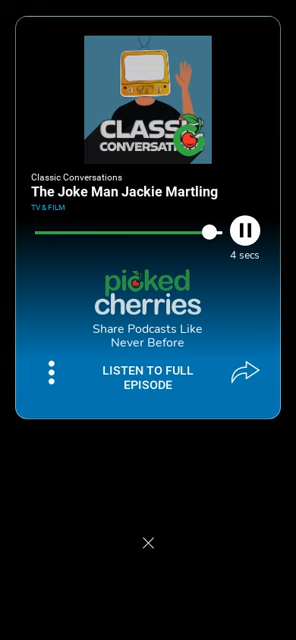 CLASSIC
CONVERSATI
Classic Conversations
The Joke Man Jackie Martling
TV & FILM
4 secs
picked
cherries
Share Podcasts Like
Never Before
LISTEN TO FULL
EPISODE